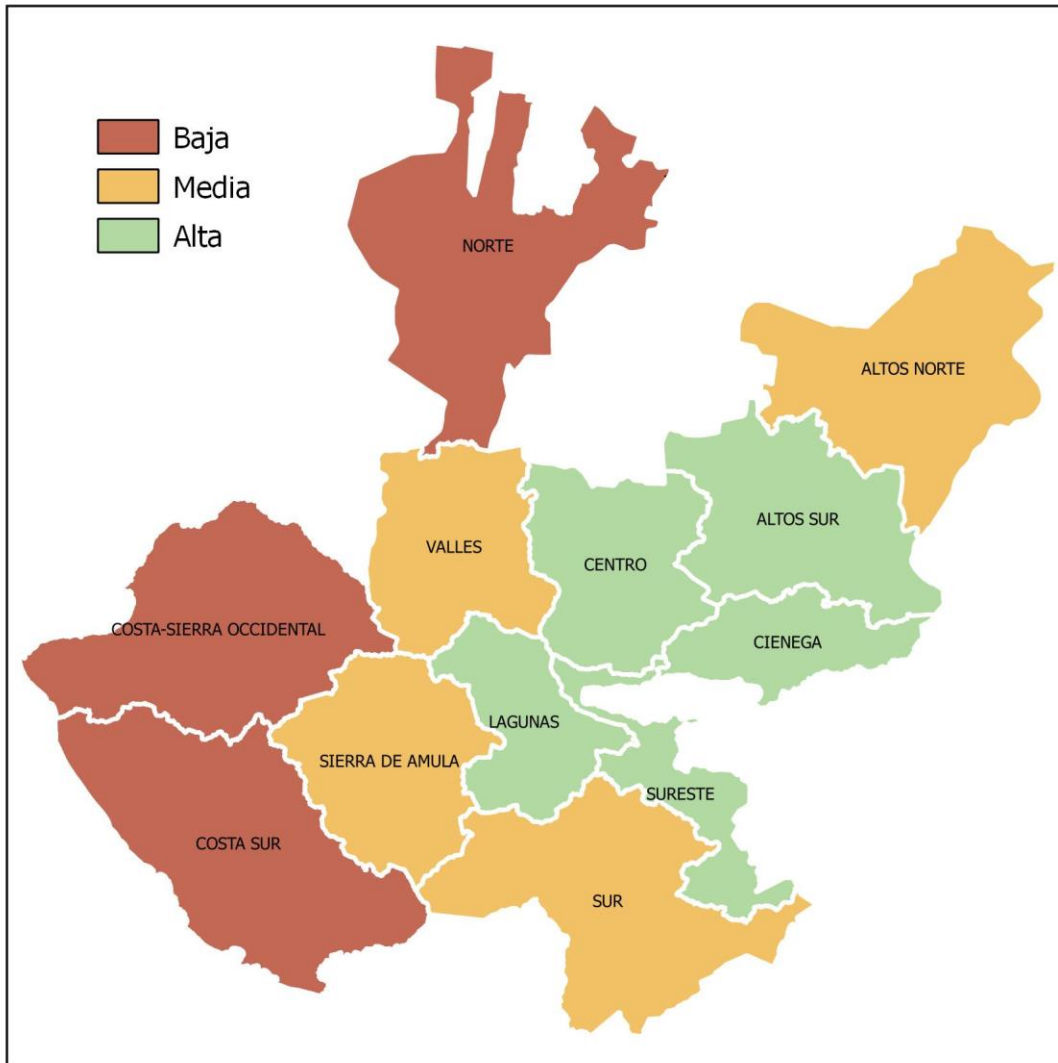 Baja
Media
Alta
NORTE
ALTOS NORTE
ALTOS SUR
VALLES
CENTRO
COSTA-SIERRA OCCIDENTAL
CIENEGA
LAGUNAS
SIERRA DE AMULA
SURESTE
COSTA SUR
SUR